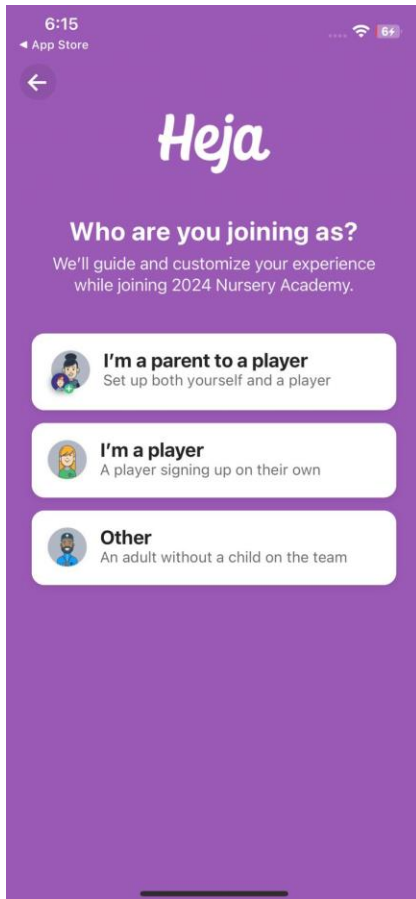 6:15
◀ App Store
6
Heja
Who are you joining as?
We'll guide and customize your experience
while joining 2024 Nursery Academy.
I'm a parent to a player
Set up both yourself and a player
I'm a player
A player signing up on their own
Other
An adult without a child on the team